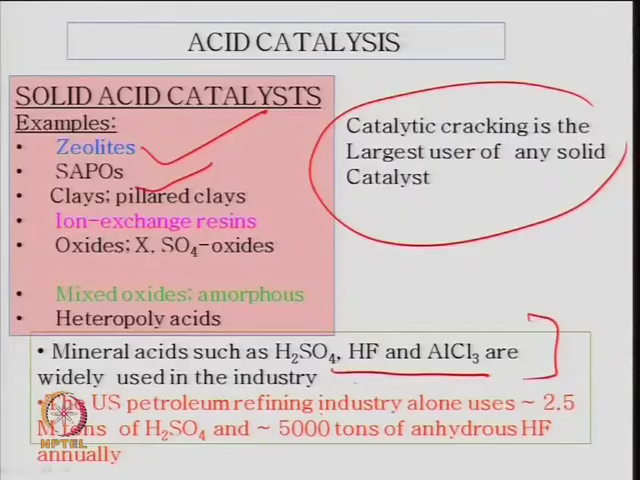 ACID CATALYSIS
SOLID ACID CATALYSTS
Examples:
• Zeolites
• SAPOs
• Clays; pillared clays
• Ion-exchange resins
• Oxides; X, SO₄-oxides
• Mixed oxides; amorphous
• Heteropoly acids
Catalytic cracking is the
Largest user of any solid
Catalyst
• Mineral acids such as H₂SO₄, HF and AlCl₃ are
widely used in the industry
• The US petroleum refining industry alone uses ~ 2.5
M tons of H₂SO₄ and ~ 5000 tons of anhydrous HF
annually
NPTEL